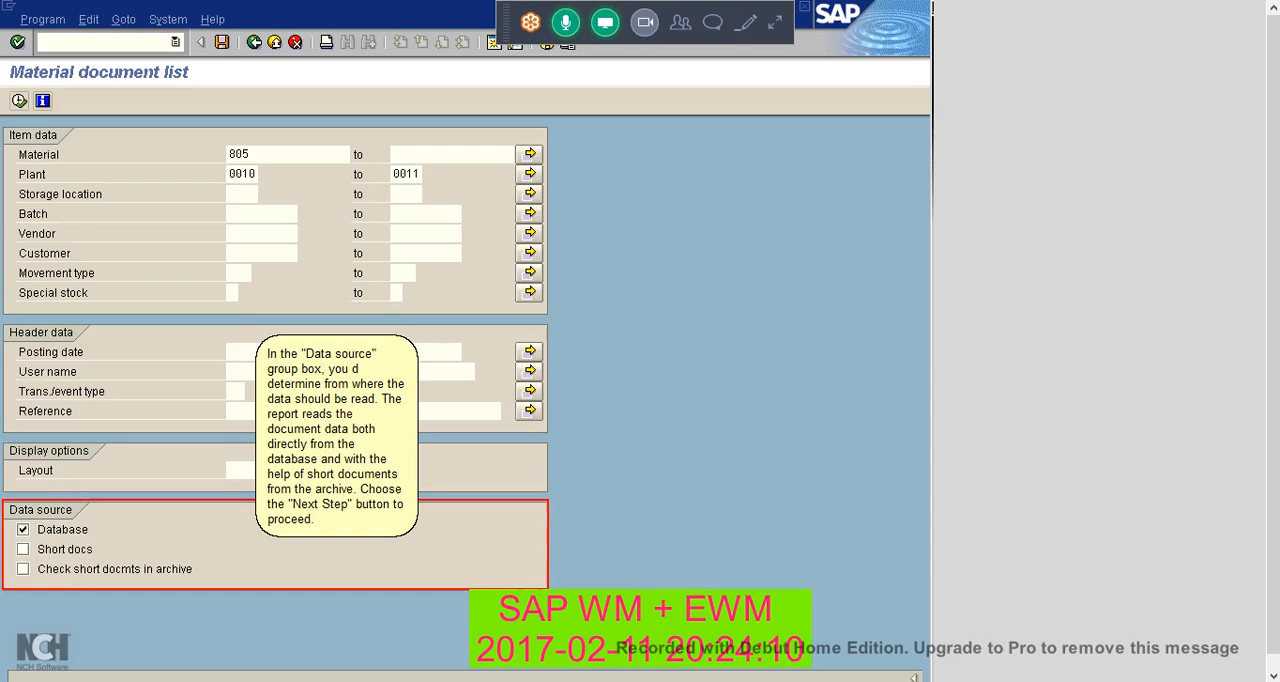 Program Edit Goto System Help
SAP
Material document list
Item data
Material 805 to
Plant 0010 to 0011
Storage location to
Batch to
Vendor to
Customer to
Movement type to
Special stock to
Header data
Posting date
User name
Trans./event type
Reference
In the "Data source"
group box, you d
determine from where the
data should be read. The
report reads the
document data both
directly from the
database and with the
help of short documents
from the archive. Choose
the "Next Step" button to
proceed.
Display options
Layout
Data source
Database
Short docs
Check short docmts in archive
SAP WM + EWM
2017-02-11 20:24:10
Recorded with Debut Home Edition. Upgrade to Pro to remove this message
NCH
NCH Software